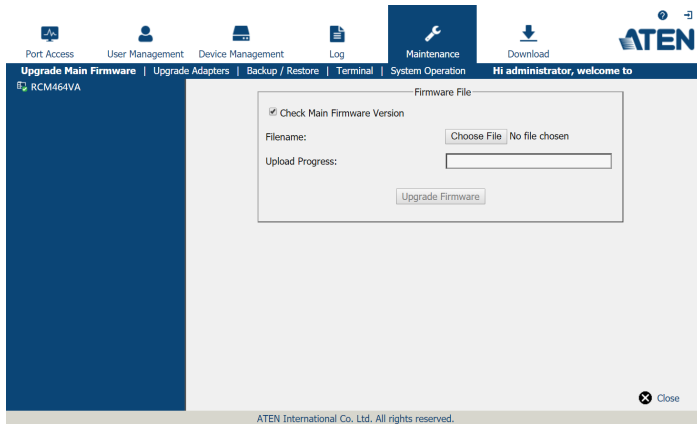 ATEN
Port Access User Management Device Management Log Maintenance Download
Upgrade Main Firmware | Upgrade Adapters | Backup / Restore | Terminal | System Operation Hi administrator, welcome to
RCM464VA
Firmware File
Check Main Firmware Version
Filename: Choose File No file chosen
Upload Progress:
Upgrade Firmware
Close
ATEN International Co. Ltd. All rights reserved.